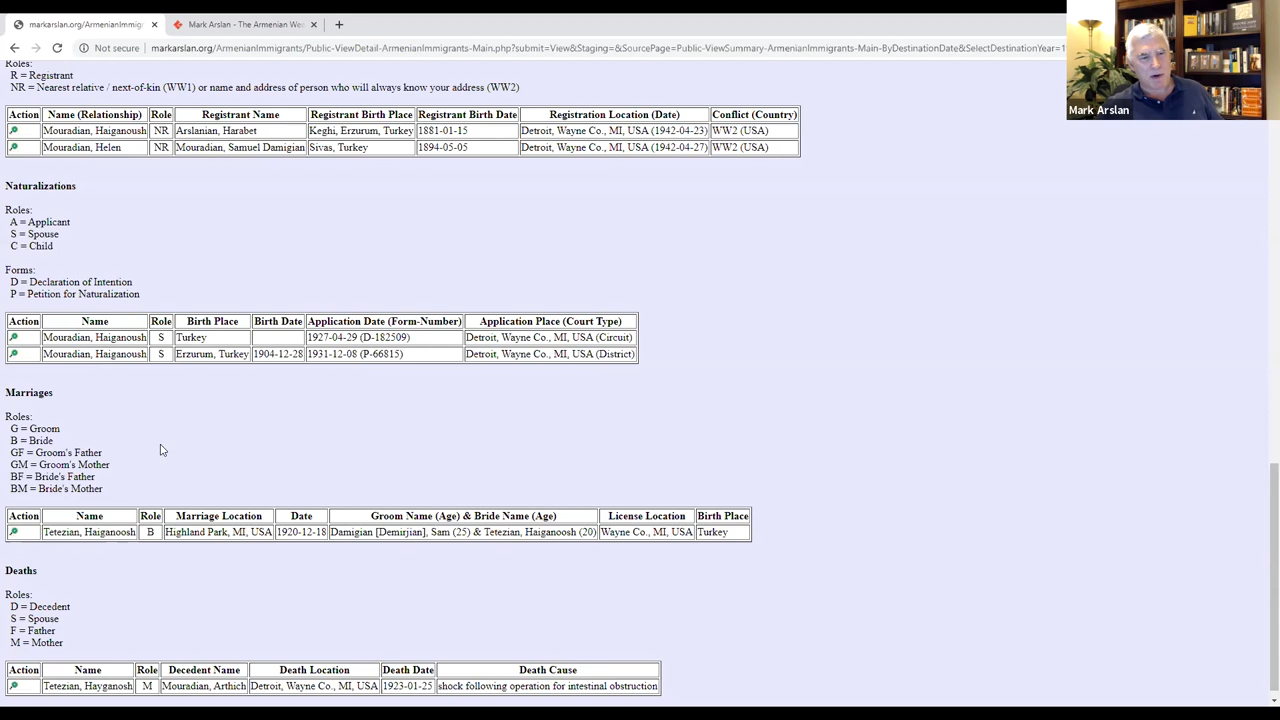 markarslan.org/ArmenianImmig
Mark Arslan - The Armenian Wee
Not secure
markarslan.org/ArmenianImmigrants/Public-ViewDetail-ArmenianImmigrants-Main.php?submit=View&Staging=&SourcePage=Public-ViewSummary-ArmenianImmigrants-Main-ByDestinationDate&SelectDestinationYear=1
Mark Arslan
Roles:
R = Registrant
NR = Nearest relative / next-of-kin (WW1) or name and address of person who will always know your address (WW2)
Action Name (Relationship) Role Registrant Name Registrant Birth Place Registrant Birth Date Registration Location (Date) Conflict (Country)
Mouradian, Haiganoush NR Arslanian, Harabet Keghi, Erzurum, Turkey 1881-01-15 Detroit, Wayne Co., MI, USA (1942-04-23) WW2 (USA)
Mouradian, Helen NR Mouradian, Samuel Damigian Sivas, Turkey 1894-05-05 Detroit, Wayne Co., MI, USA (1942-04-27) WW2 (USA)
Naturalizations
Roles:
A = Applicant
S = Spouse
C = Child
Forms:
D = Declaration of Intention
P = Petition for Naturalization
Action Name Role Birth Place Birth Date Application Date (Form-Number) Application Place (Court Type)
Mouradian, Haiganoush S Turkey 1927-04-29 (D-182509) Detroit, Wayne Co., MI, USA (Circuit)
Mouradian, Haiganoush S Erzurum, Turkey 1904-12-28 1931-12-08 (P-66815) Detroit, Wayne Co., MI, USA (District)
Marriages
Roles:
G = Groom
B = Bride
GF = Groom's Father
GM = Groom's Mother
BF = Bride's Father
BM = Bride's Mother
Action Name Role Marriage Location Date Groom Name (Age) & Bride Name (Age) License Location Birth Place
Tetezian, Haiganoosh B Highland Park, MI, USA 1920-12-18 Damigian [Demirjian], Sam (25) & Tetezian, Haiganoosh (20) Wayne Co., MI, USA Turkey
Deaths
Roles:
D = Decedent
S = Spouse
F = Father
M = Mother
Action Name Role Decedent Name Death Location Death Date Death Cause
Tetezian, Hayganosh M Mouradian, Arthich Detroit, Wayne Co., MI, USA 1923-01-25 shock following operation for intestinal obstruction